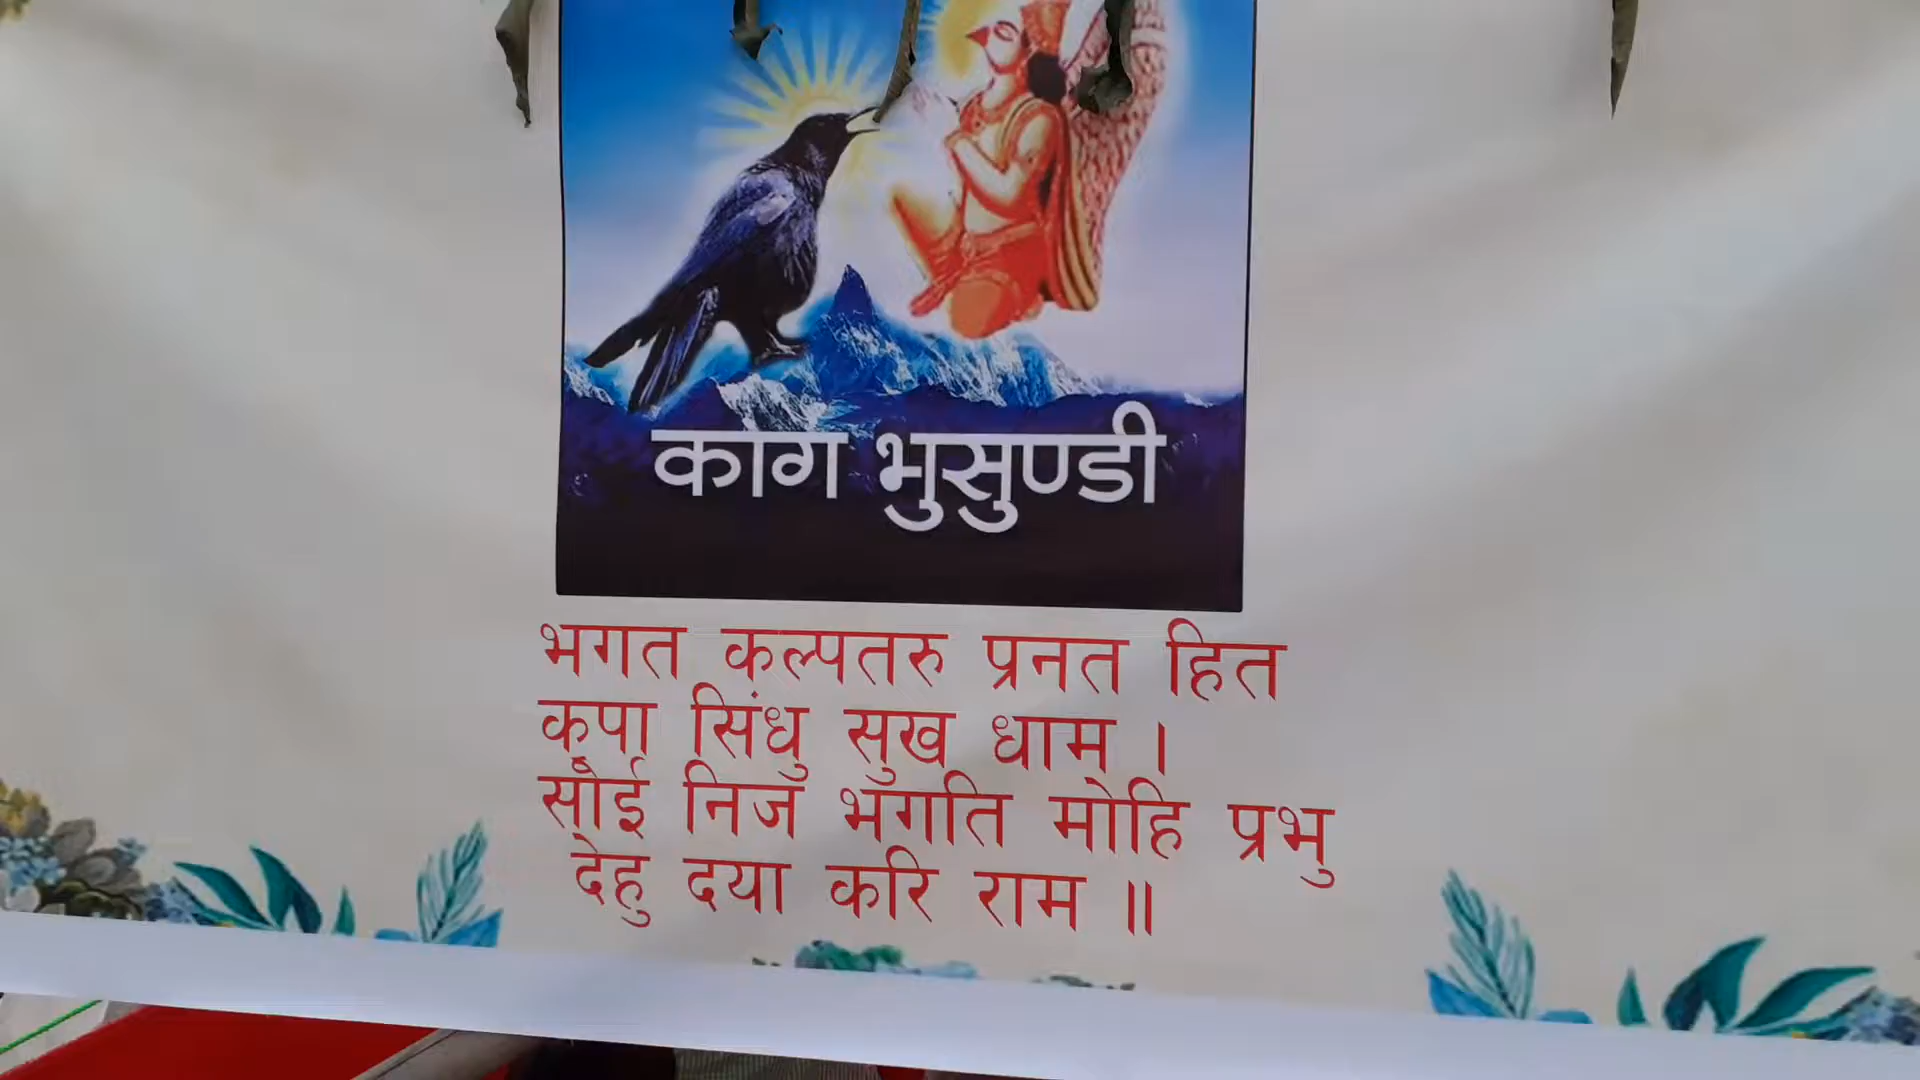 काग भुसुण्डी
भगत कल्पतरु प्रनत हित
कृपा सिंधु सुख धाम ।
सोई निज भगति मोहि प्रभु
देहु दया करि राम ॥